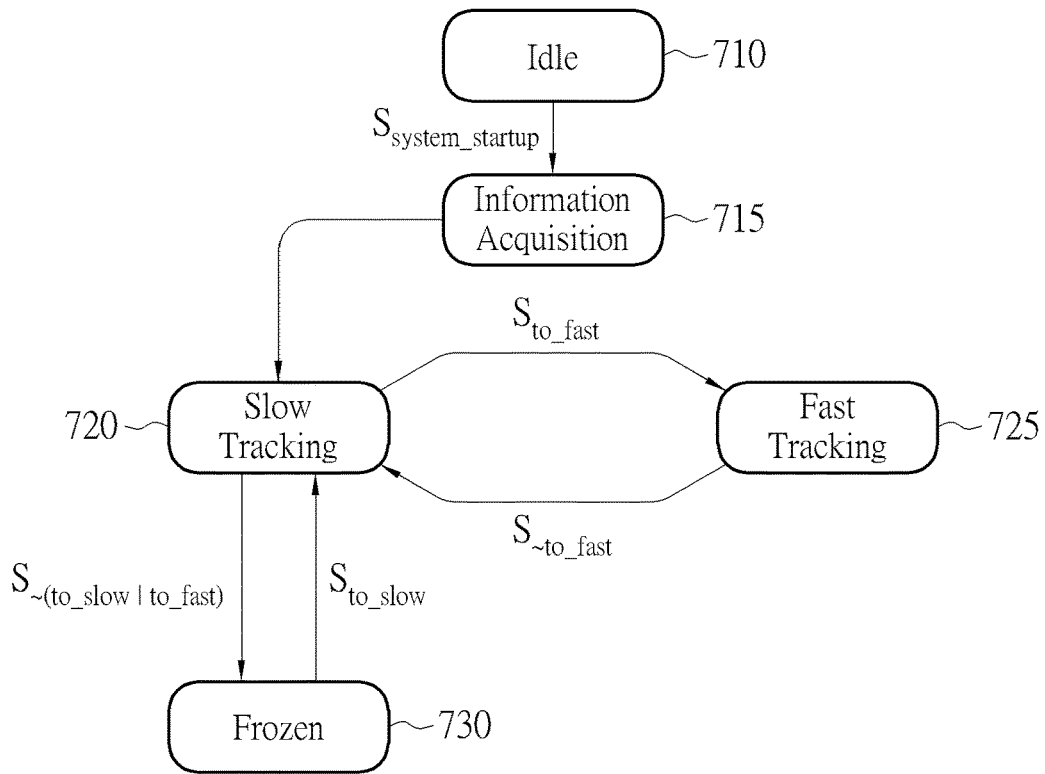 Idle
710
S_system_startup
Information
Acquisition
715
S_to_fast
Slow
Tracking
720
Fast
Tracking
725
S_~to_fast
S_~(to_slow | to_fast)
S_to_slow
Frozen
730